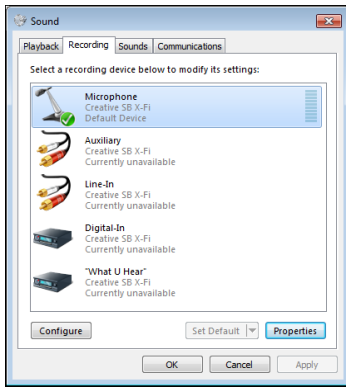 Sound
Playback Recording Sounds Communications
Select a recording device below to modify its settings:
Microphone
Creative SB X-Fi
Default Device
Auxiliary
Creative SB X-Fi
Currently unavailable
Line-In
Creative SB X-Fi
Currently unavailable
Digital-In
Creative SB X-Fi
Currently unavailable
"What U Hear"
Creative SB X-Fi
Currently unavailable
Configure Set Default Properties
OK Cancel Apply